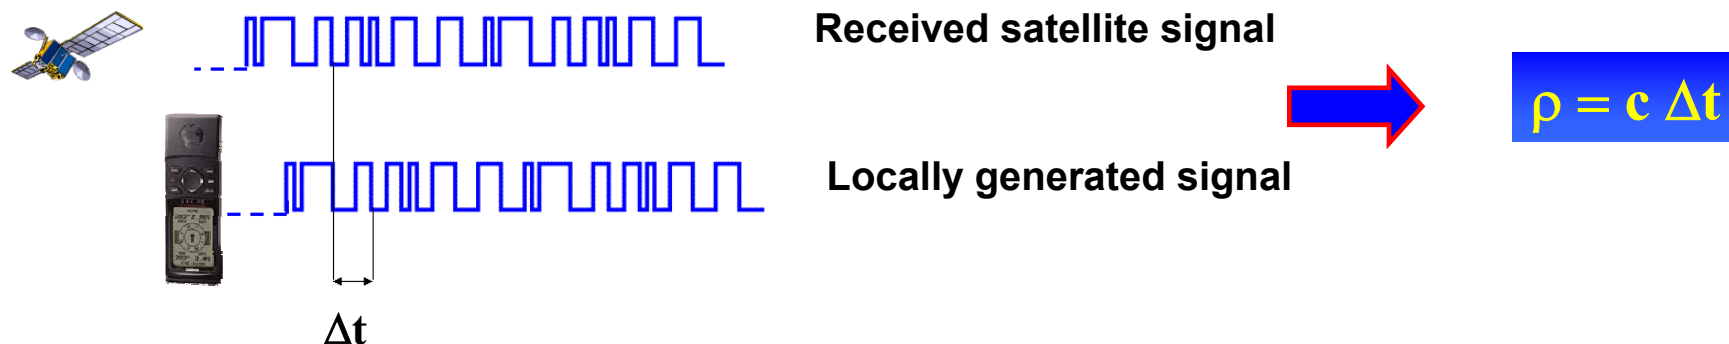 Received satellite signal
ρ = c Δt
Locally generated signal
Δt